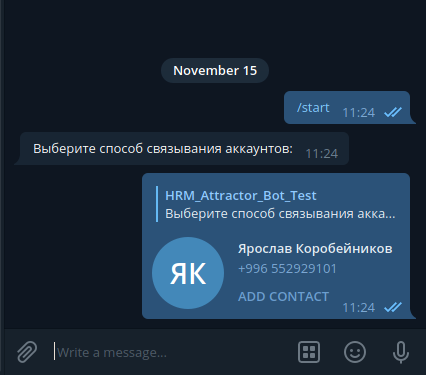 November 15
/start 11:24
Выберите способ связывания аккаунтов: 11:24
HRM_Attractor_Bot_Test
Выберите способ связывания акка...
ЯК
Ярослав Коробейников
+996 552929101
ADD CONTACT
11:24
Write a message...